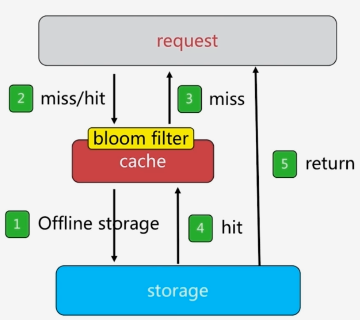 request
2 miss/hit
3 miss
bloom filter
cache
5 return
1 Offline storage
4 hit
storage